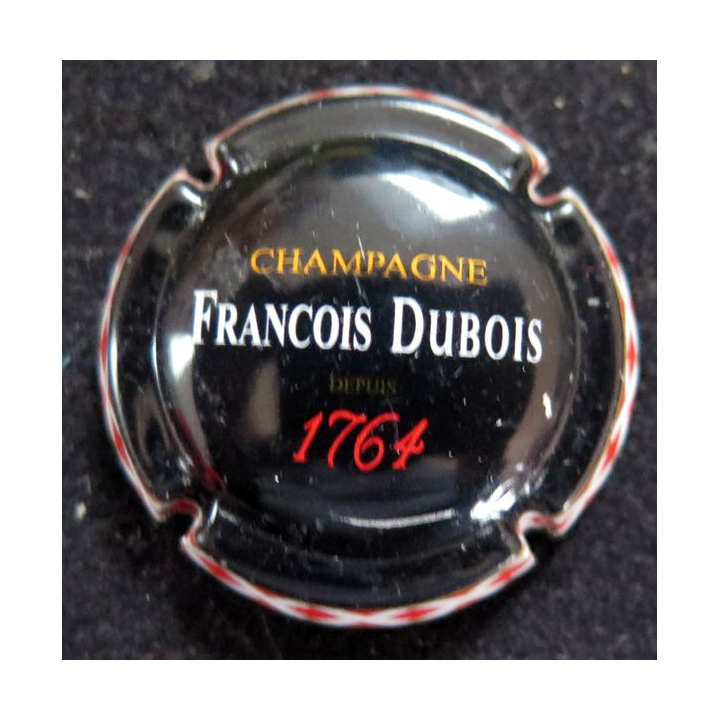 CHAMPAGNE
FRANCOIS DUBOIS
DEPUIS
1764